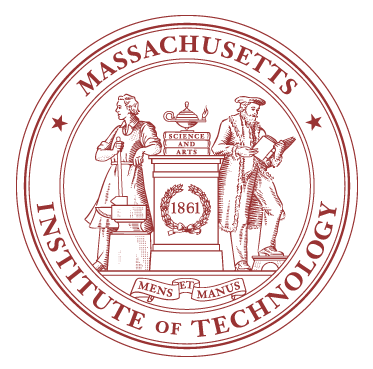 MASSACHUSETTS
SCIENCE
AND
ARTS
1861
MENS ET MANUS
INSTITUTE OF TECHNOLOGY